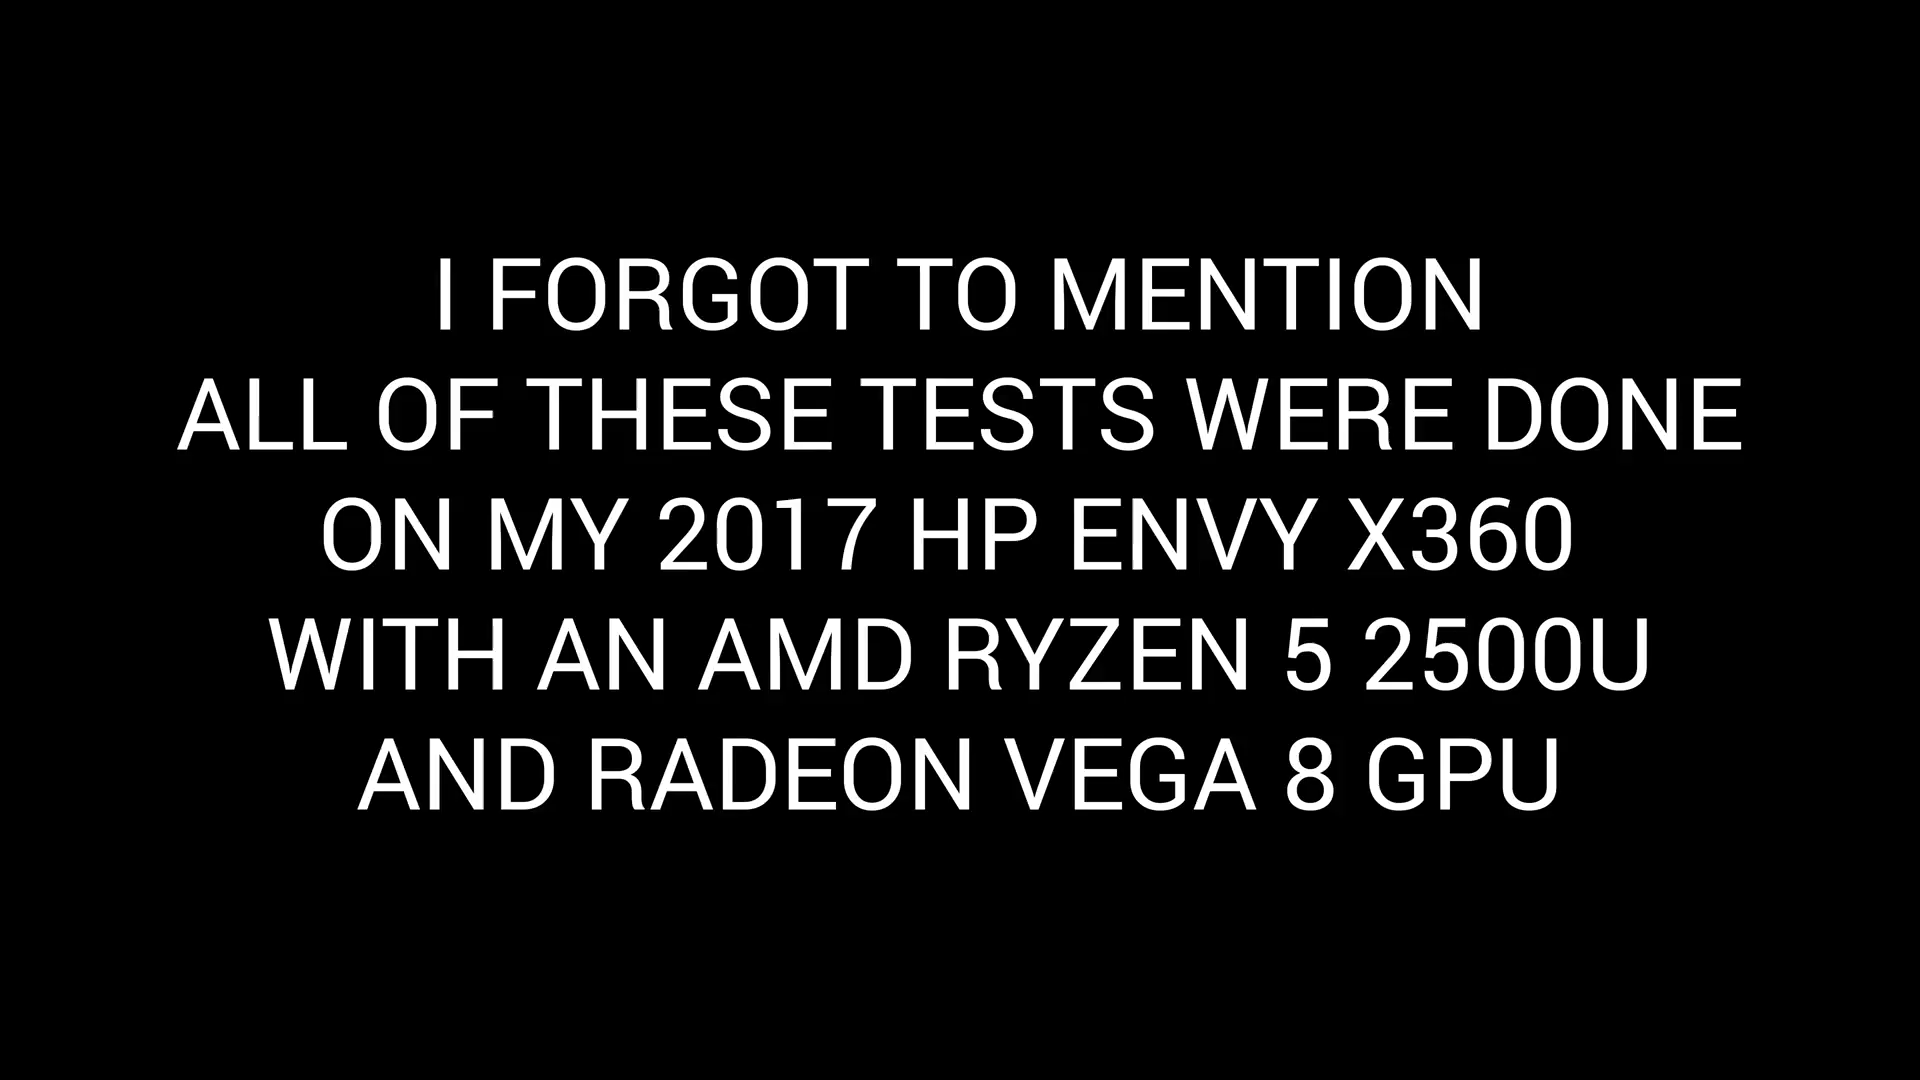 I FORGOT TO MENTION
ALL OF THESE TESTS WERE DONE
ON MY 2017 HP ENVY X360
WITH AN AMD RYZEN 5 2500U
AND RADEON VEGA 8 GPU